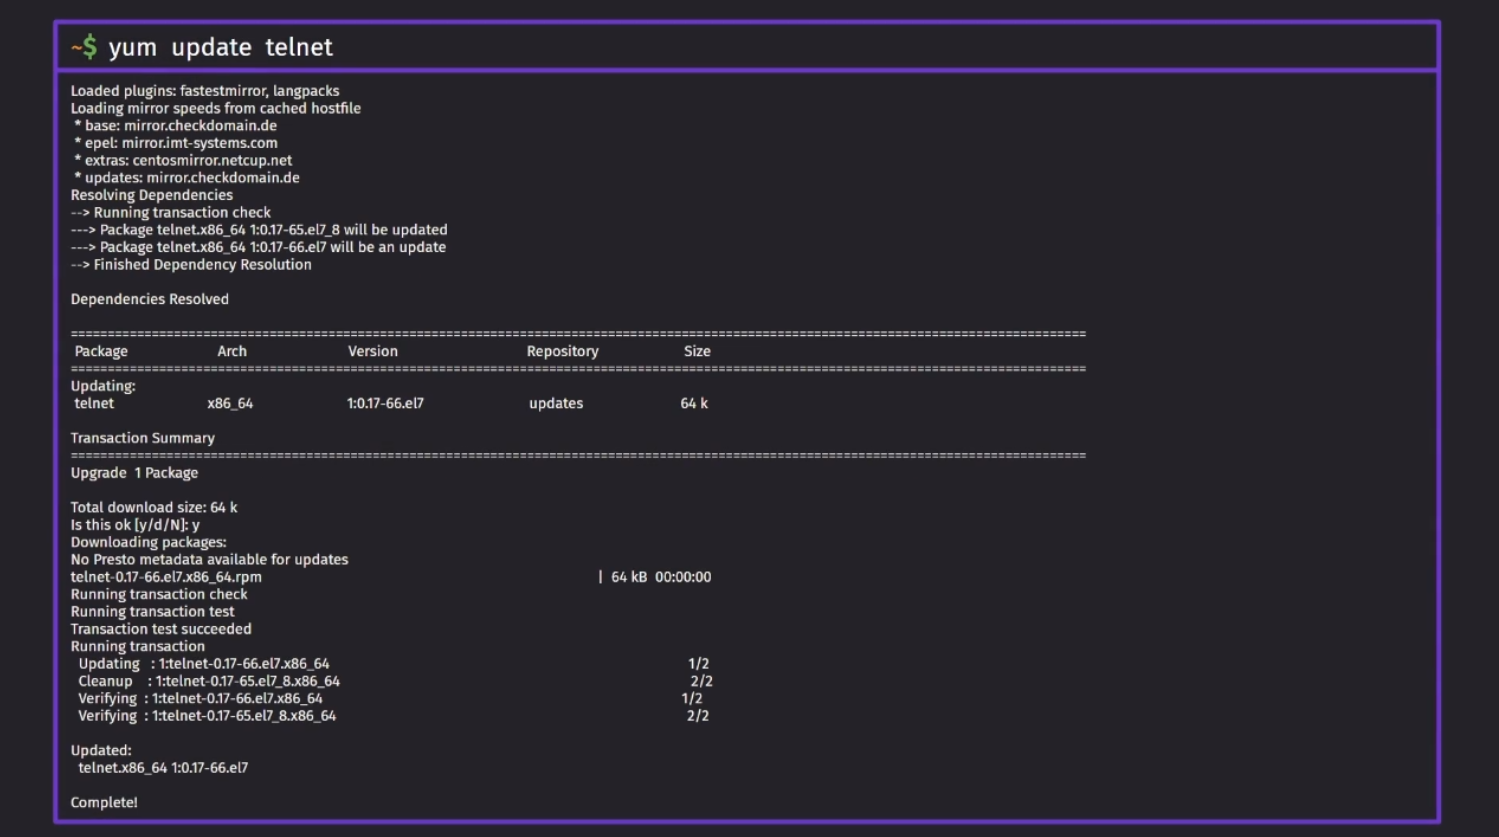 ~$ yum update telnet
Loaded plugins: fastestmirror, langpacks
Loading mirror speeds from cached hostfile
* base: mirror.checkdomain.de
* epel: mirror.imt-systems.com
* extras: centosmirror.netcup.net
* updates: mirror.checkdomain.de
Resolving Dependencies
--> Running transaction check
---> Package telnet.x86_64 1:0.17-65.el7_8 will be updated
---> Package telnet.x86_64 1:0.17-66.el7 will be an update
--> Finished Dependency Resolution
Dependencies Resolved
Package Arch Version Repository Size
Updating:
telnet x86_64 1:0.17-66.el7 updates 64 k
Transaction Summary
Upgrade 1 Package
Total download size: 64 k
Is this ok [y/d/N]: y
Downloading packages:
No Presto metadata available for updates
telnet-0.17-66.el7.x86_64.rpm | 64 kB 00:00:00
Running transaction check
Running transaction test
Transaction test succeeded
Running transaction
Updating : 1:telnet-0.17-66.el7.x86_64 1/2
Cleanup : 1:telnet-0.17-65.el7_8.x86_64 2/2
Verifying : 1:telnet-0.17-66.el7.x86_64 1/2
Verifying : 1:telnet-0.17-65.el7_8.x86_64 2/2
Updated:
telnet.x86_64 1:0.17-66.el7
Complete!